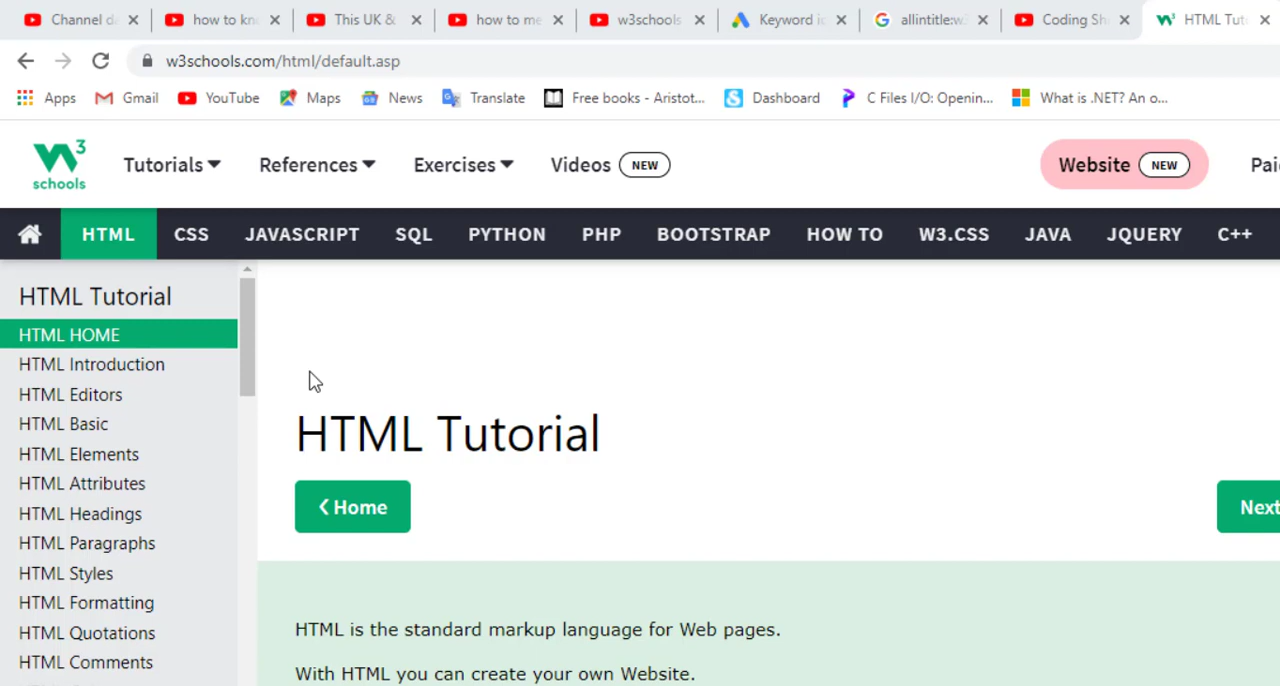 Channel da how to kn This UK & how to me w3schools Keyword ic allintitle:w3 Coding Sh HTML Tut
w3schools.com/html/default.asp
Apps Gmail YouTube Maps News Translate Free books - Aristot... Dashboard C Files I/O: Openin... What is .NET? An o...
W3 schools Tutorials References Exercises Videos NEW Website NEW Paid
HTML CSS JAVASCRIPT SQL PYTHON PHP BOOTSTRAP HOW TO W3.CSS JAVA JQUERY C++
HTML Tutorial
HTML HOME
HTML Introduction
HTML Editors
HTML Basic
HTML Elements
HTML Attributes
HTML Headings
HTML Paragraphs
HTML Styles
HTML Formatting
HTML Quotations
HTML Comments
HTML Tutorial
❮ Home Next
HTML is the standard markup language for Web pages.
With HTML you can create your own Website.